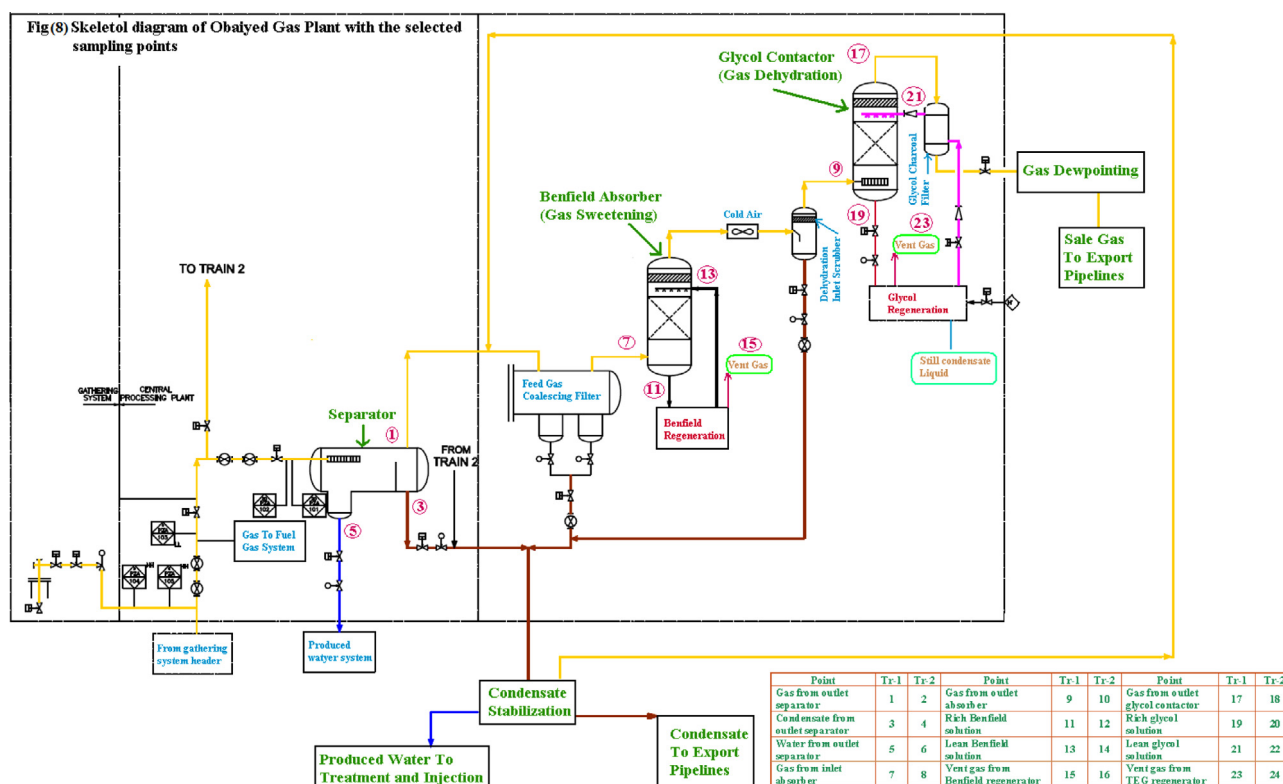 Fig(8) Skeletol diagram of Obaiyed Gas Plant with the selected
sampling points
17
Glycol Contactor
(Gas Dehydration)
21
Glycol Charcoal
Filter
Gas Dewpointing
9
Benfield Absorber
(Gas Sweetening)
Cold Air
19
23
Vent Gas
Sale Gas
To Export
Pipelines
Dehydration
Inlet Scrubber
TO TRAIN 2
13
Glycol
Regeneration
7
15
Vent Gas
Still condensate
Liquid
GATHERING
SYSTEM
CENTRAL
PROCESSING PLANT
Feed Gas
Coalescing Filter
11
Separator
1
Benfield
Regeneration
FROM
TRAIN 2
3
102
101
5
Gas To Fuel
Gas System
103
LL
104
HH
105
HH
From gathering
system header
Produced
watyer system
Condensate
Stabilization
Produced Water To
Treatment and Injection
Condensate
To Export
Pipelines
Point Tr-1 Tr-2 Point Tr-1 Tr-2 Point Tr-1 Tr-2
Gas from outlet separator 1 2 Gas from outlet absorber 9 10 Gas from outlet glycol contactor 17 18
Condensate from outlet separator 3 4 Rich Benfield solution 11 12 Rich glycol solution 19 20
Water from outlet separator 5 6 Lean Benfield solution 13 14 Lean glycol solution 21 22
Gas from inlet absorber 7 8 Vent gas from Benfield regenerator 15 16 Vent gas from TEG regenerator 23 24